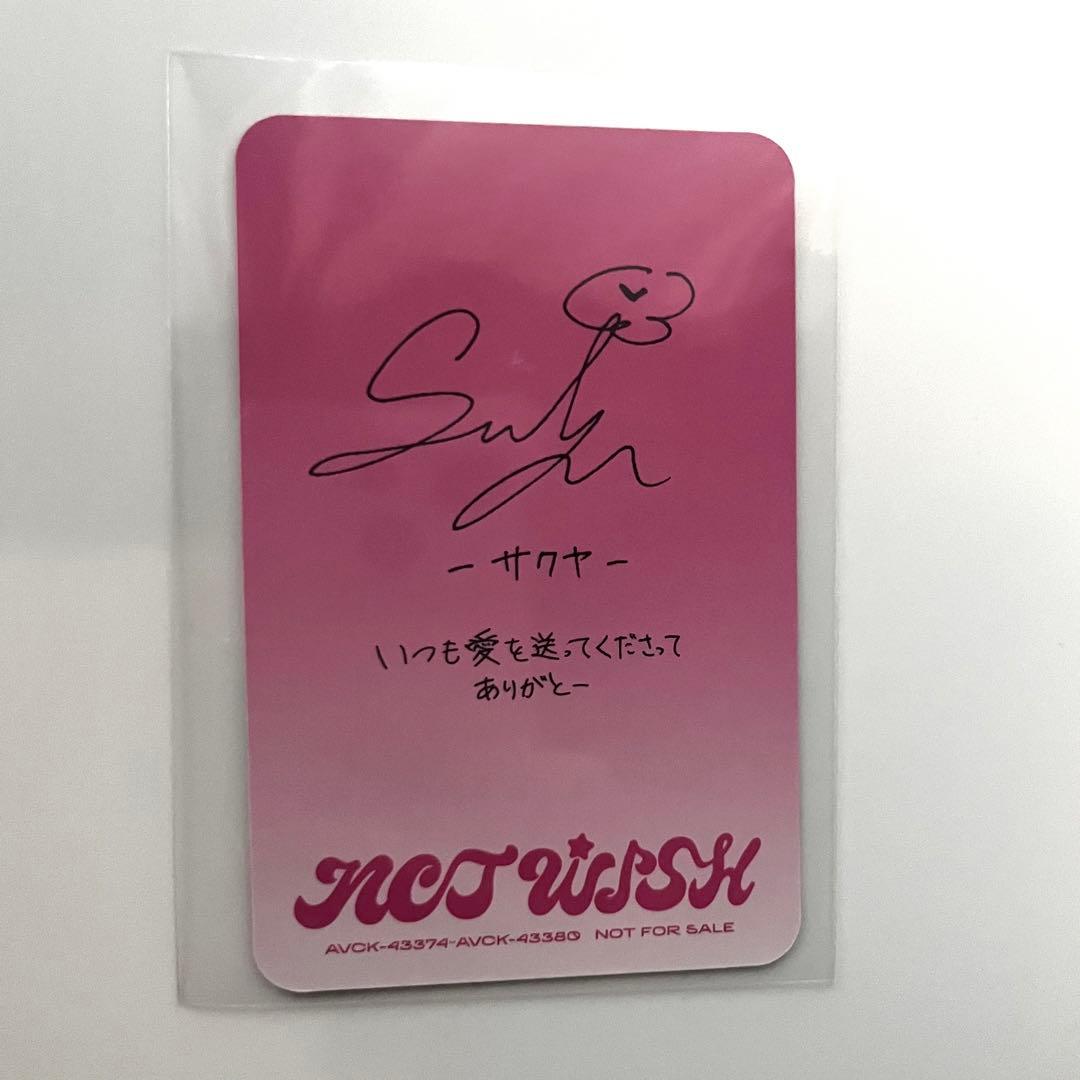 ーサクヤー
いつも愛を送ってくださって
ありがとー
NCT WISH
AVCK-43374-AVCK-43380 NOT FOR SALE